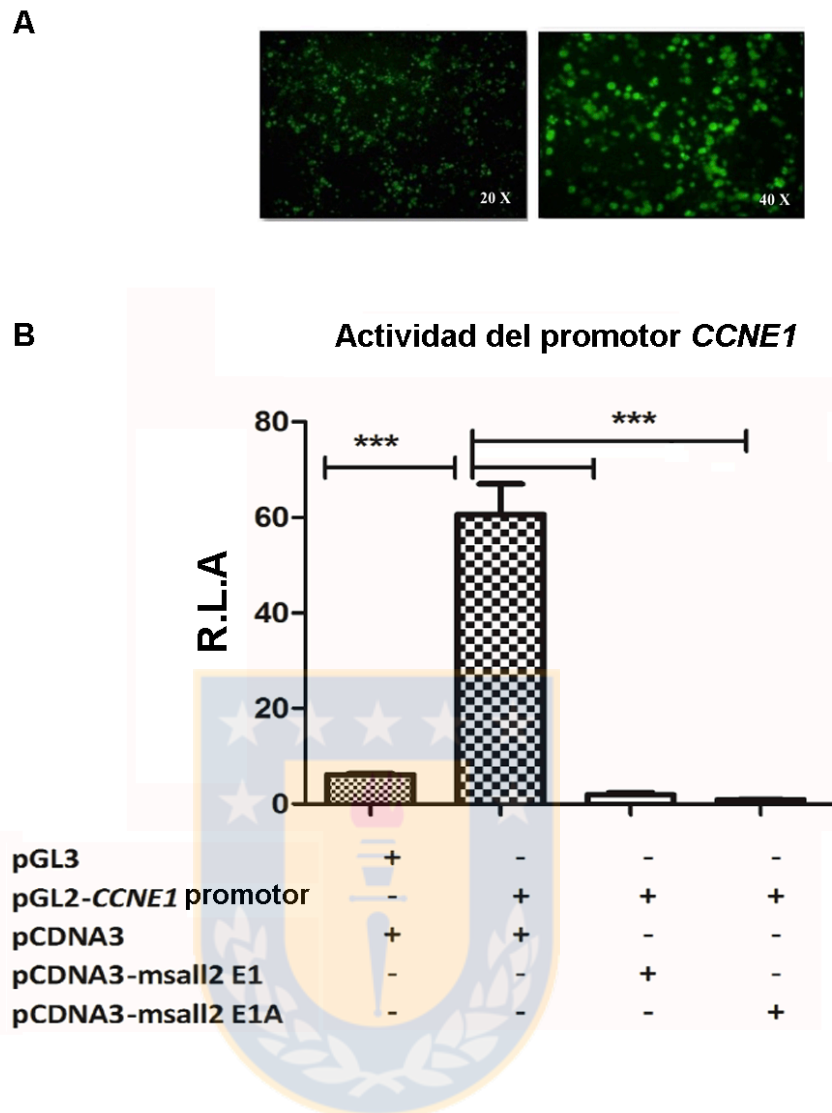 A
20 X
40 X
B
Actividad del promotor CCNE1
***
***
80
60
40
20
0
R.L.A
pGL3 + - - -
pGL2-CCNE1 promotor - + + +
pCDNA3 + + - -
pCDNA3-msall2 E1 - - + -
pCDNA3-msall2 E1A - - - +